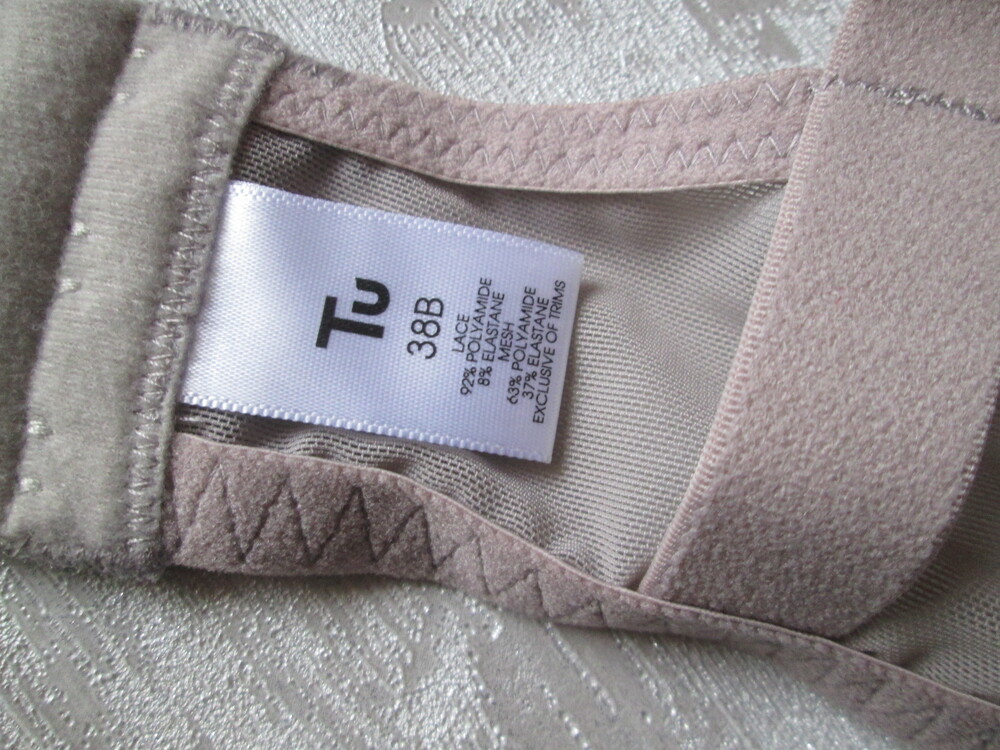 Tu
38B
LACE
92% POLYAMIDE
8% ELASTANE
MESH
63% POLYAMIDE
37% ELASTANE
EXCLUSIVE OF TRIMS